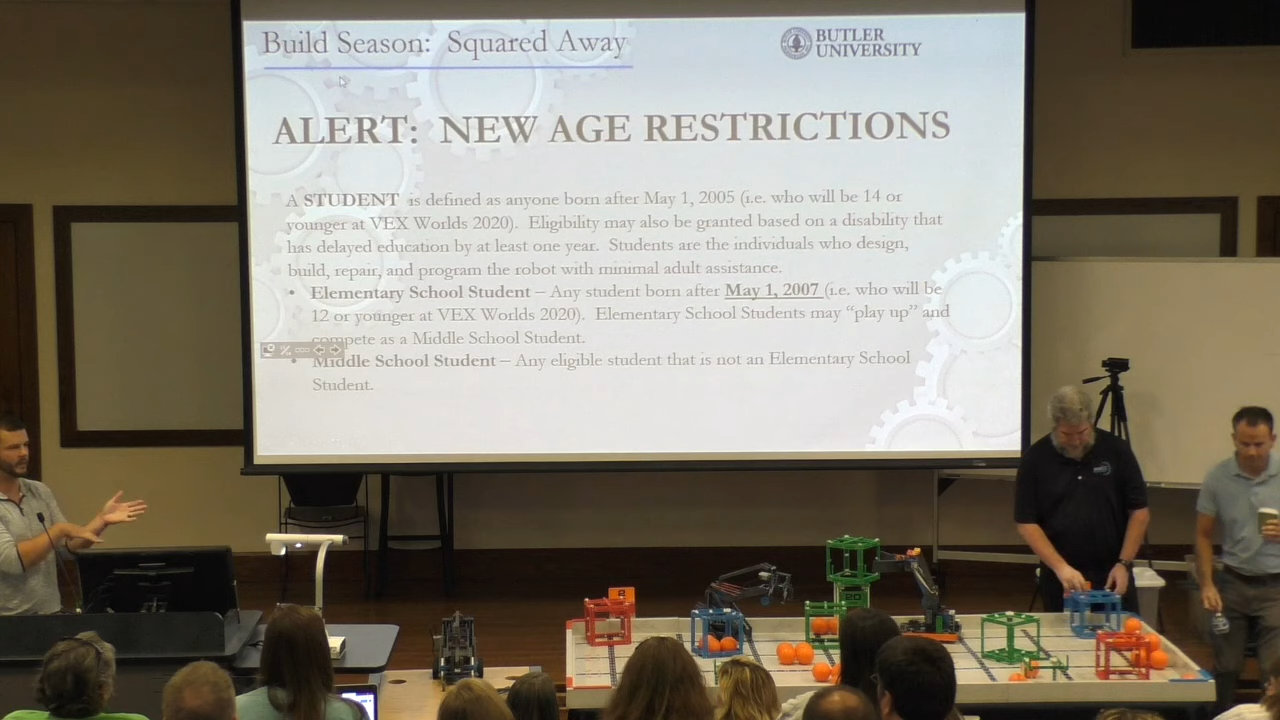 Build Season: Squared Away
BUTLER
UNIVERSITY
ALERT: NEW AGE RESTRICTIONS
A STUDENT is defined as anyone born after May 1, 2005 (i.e. who will be 14 or
younger at VEX Worlds 2020). Eligibility may also be granted based on a disability that
has delayed education by at least one year. Students are the individuals who design,
build, repair, and program the robot with minimal adult assistance.
• Elementary School Student – Any student born after May 1, 2007 (i.e. who will be
12 or younger at VEX Worlds 2020). Elementary School Students may “play up” and
compete as a Middle School Student.
• Middle School Student – Any eligible student that is not an Elementary School
Student.
2
20